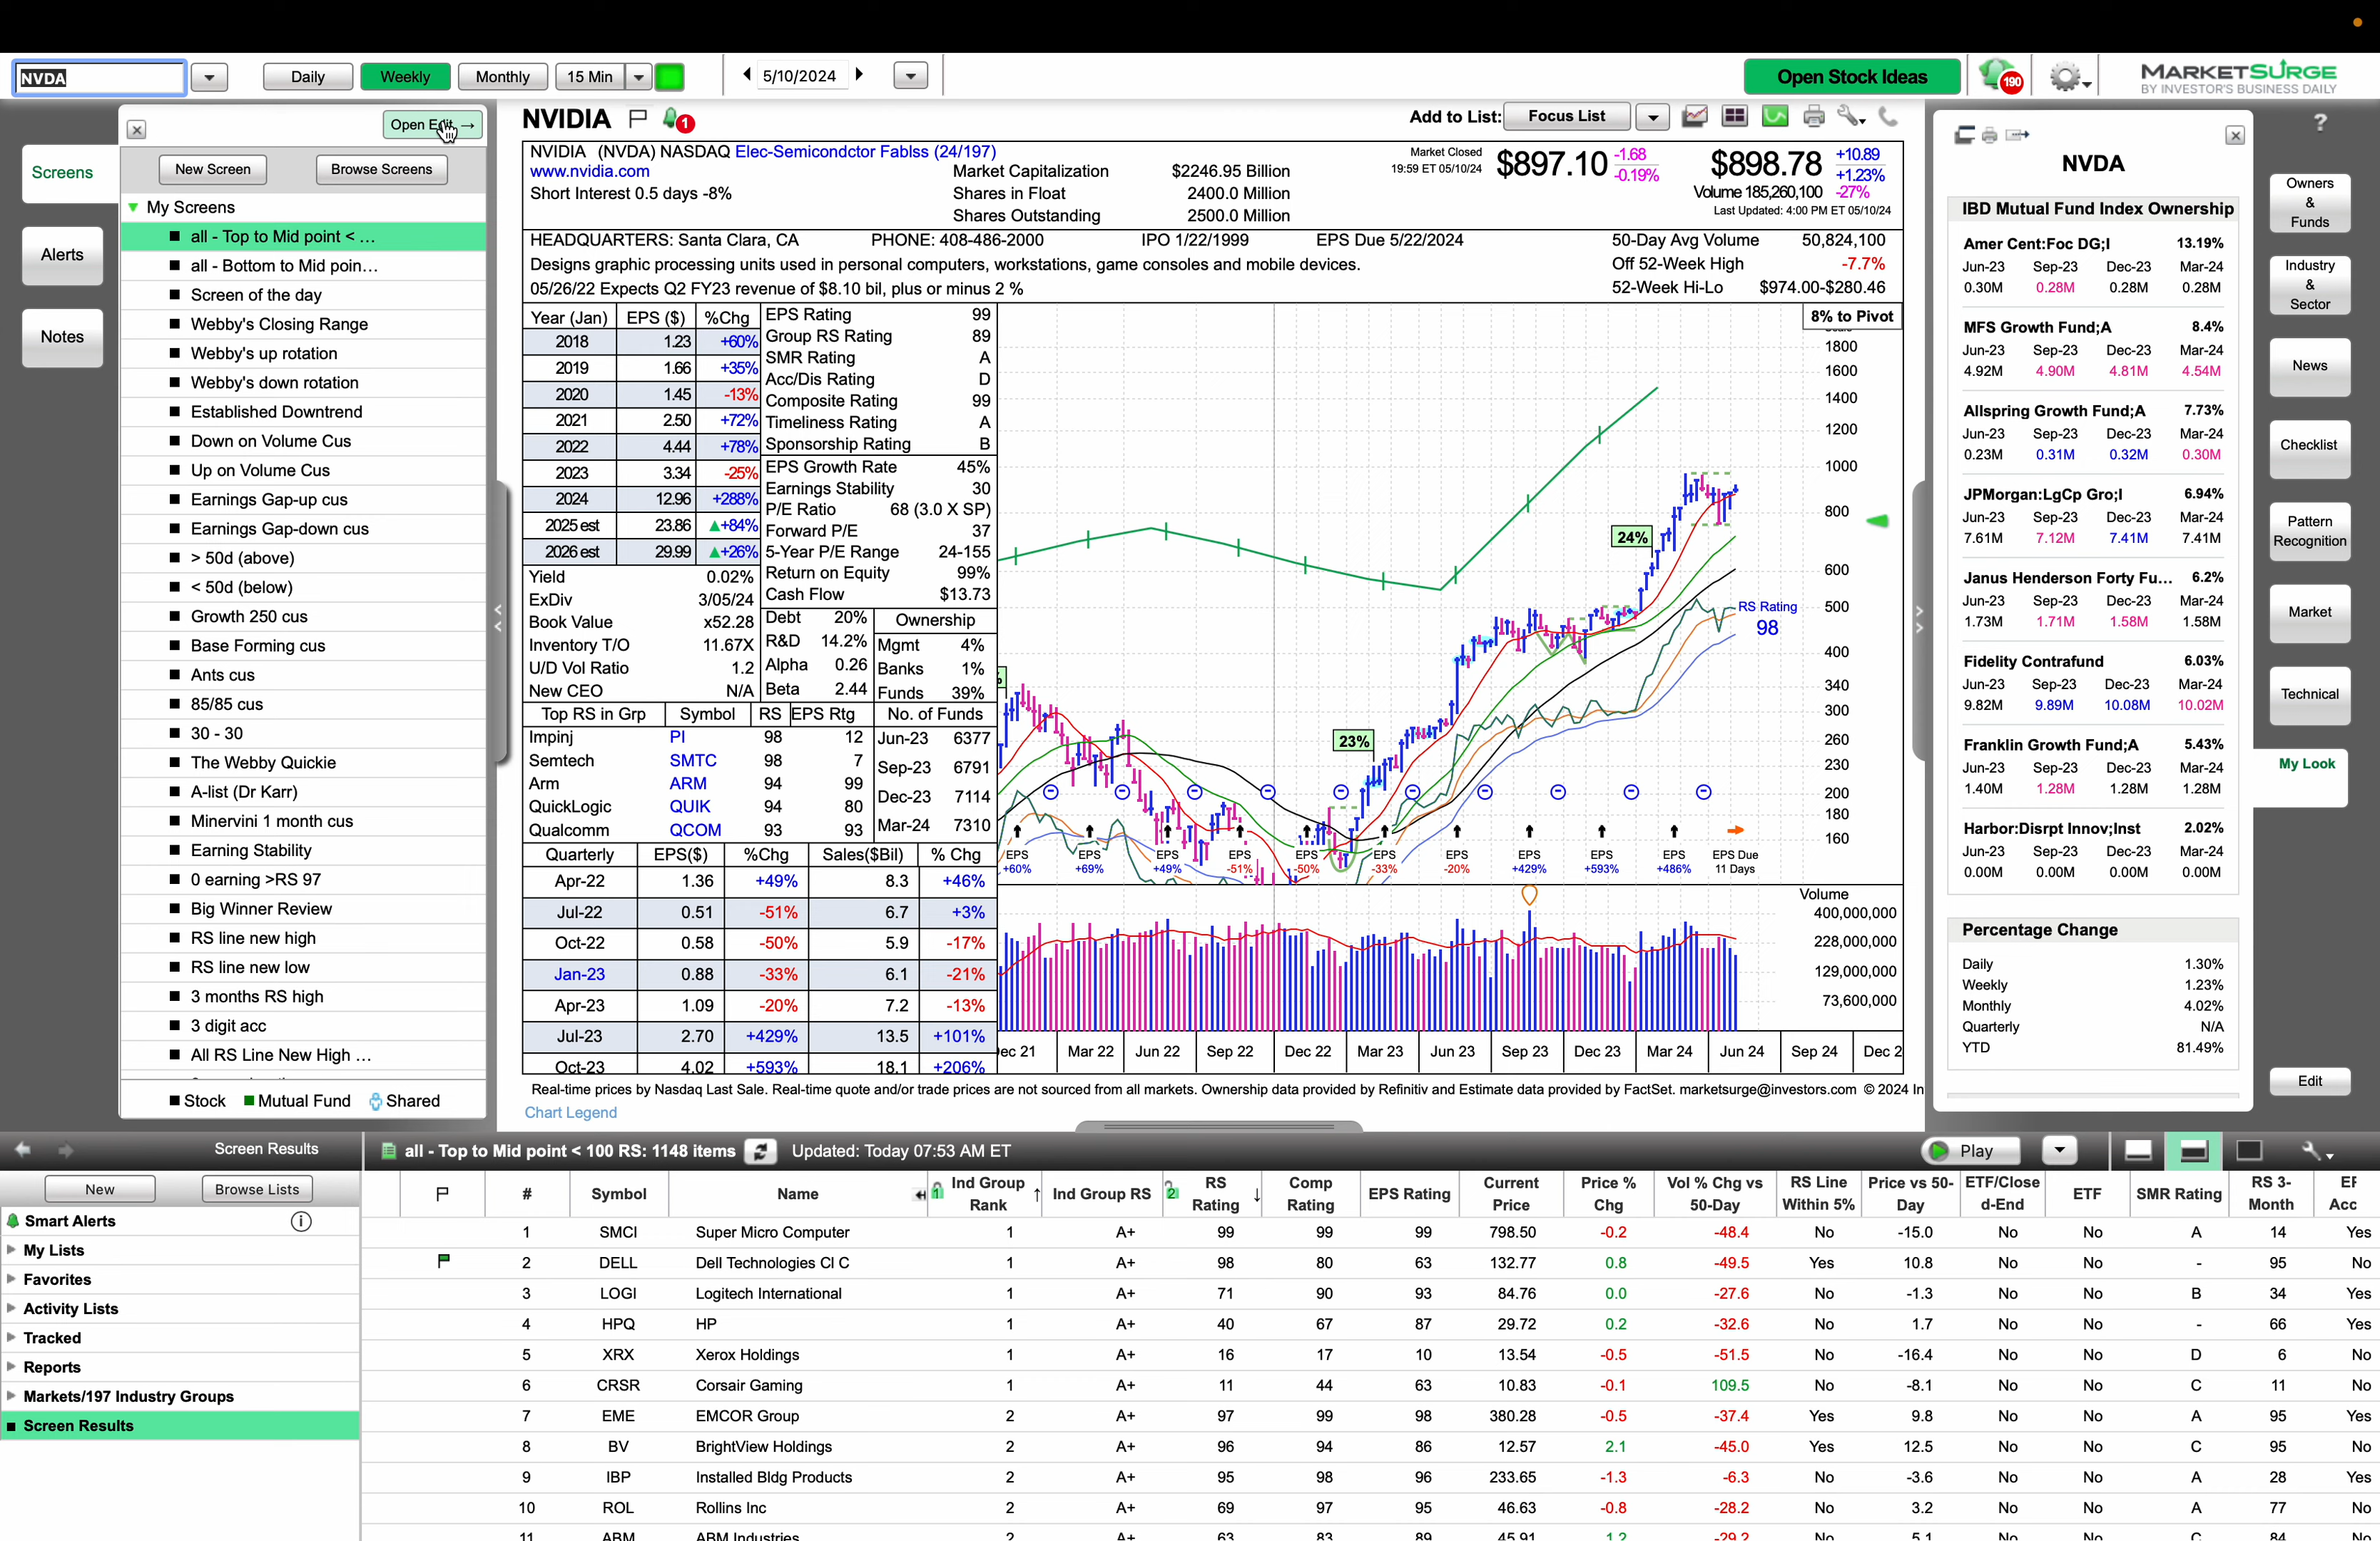 NVDA
Daily Weekly Monthly 15 Min 5/10/2024 Open Stock Ideas 190 MARKETSURGE
BY INVESTOR'S BUSINESS DAILY
Open Edit →
New Screen Browse Screens
Screens
Alerts
Notes
My Screens
all - Top to Mid point < ...
all - Bottom to Mid poin...
Screen of the day
Webby's Closing Range
Webby's up rotation
Webby's down rotation
Established Downtrend
Down on Volume Cus
Up on Volume Cus
Earnings Gap-up cus
Earnings Gap-down cus
> 50d (above)
< 50d (below)
Growth 250 cus
Base Forming cus
Ants cus
85/85 cus
30 - 30
The Webby Quickie
A-list (Dr Karr)
Minervini 1 month cus
Earning Stability
0 earning >RS 97
Big Winner Review
RS line new high
RS line new low
3 months RS high
3 digit acc
All RS Line New High ...
Stock Mutual Fund Shared
NVIDIA 1 Add to List: Focus List
NVIDIA (NVDA) NASDAQ Elec-Semicondctor Fablss (24/197)
www.nvidia.com
Short Interest 0.5 days -8%
Market Capitalization $2246.95 Billion
Shares in Float 2400.0 Million
Shares Outstanding 2500.0 Million
Market Closed
19:59 ET 05/10/24
$897.10 -1.68
-0.19%
$898.78 +10.89
+1.23%
Volume 185,260,100 -27%
Last Updated: 4:00 PM ET 05/10/24
HEADQUARTERS: Santa Clara, CA PHONE: 408-486-2000 IPO 1/22/1999 EPS Due 5/22/2024
Designs graphic processing units used in personal computers, workstations, game consoles and mobile devices.
05/26/22 Expects Q2 FY23 revenue of $8.10 bil, plus or minus 2 %
50-Day Avg Volume 50,824,100
Off 52-Week High -7.7%
52-Week Hi-Lo $974.00-$280.46
Year (Jan) EPS ($) %Chg
2018 1.23 +60%
2019 1.66 +35%
2020 1.45 -13%
2021 2.50 +72%
2022 4.44 +78%
2023 3.34 -25%
2024 12.96 +288%
2025 est 23.86 ▲+84%
2026 est 29.99 ▲+26%
EPS Rating 99
Group RS Rating 89
SMR Rating A
Acc/Dis Rating D
Composite Rating 99
Timeliness Rating A
Sponsorship Rating B
EPS Growth Rate 45%
Earnings Stability 30
P/E Ratio 68 (3.0 X SP)
Forward P/E 37
5-Year P/E Range 24-155
Return on Equity 99%
Cash Flow $13.73
Yield 0.02%
ExDiv 3/05/24
Book Value x52.28
Inventory T/O 11.67X
U/D Vol Ratio 1.2
New CEO N/A
Debt 20%
R&D 14.2%
Alpha 0.26
Beta 2.44
Ownership
Mgmt 4%
Banks 1%
Funds 39%
Top RS in Grp Symbol RS EPS Rtg
Impinj PI 98 12
Semtech SMTC 98 7
Arm ARM 94 99
QuickLogic QUIK 94 80
Qualcomm QCOM 93 93
No. of Funds
Jun-23 6377
Sep-23 6791
Dec-23 7114
Mar-24 7310
Quarterly EPS($) %Chg Sales($Bil) % Chg
Apr-22 1.36 +49% 8.3 +46%
Jul-22 0.51 -51% 6.7 +3%
Oct-22 0.58 -50% 5.9 -17%
Jan-23 0.88 -33% 6.1 -21%
Apr-23 1.09 -20% 7.2 -13%
Jul-23 2.70 +429% 13.5 +101%
Oct-23 4.02 +593% 18.1 +206%
8% to Pivot
1800
1600
1400
1200
1000
800
600
500
400
340
300
260
230
200
180
160
24%
23%
RS Rating
98
EPS EPS EPS EPS EPS EPS EPS EPS EPS EPS EPS Due
+60% +69% +49% -51% -50% -33% -20% +429% +593% +486% 11 Days
Volume
400,000,000
228,000,000
129,000,000
73,600,000
Dec 21 Mar 22 Jun 22 Sep 22 Dec 22 Mar 23 Jun 23 Sep 23 Dec 23 Mar 24 Jun 24 Sep 24 Dec 2
Real-time prices by Nasdaq Last Sale. Real-time quote and/or trade prices are not sourced from all markets. Ownership data provided by Refinitiv and Estimate data provided by FactSet. marketsurge@investors.com © 2024 In
Chart Legend
NVDA
IBD Mutual Fund Index Ownership
Amer Cent:Foc DG;I 13.19%
Jun-23 Sep-23 Dec-23 Mar-24
0.30M 0.28M 0.28M 0.28M
MFS Growth Fund;A 8.4%
Jun-23 Sep-23 Dec-23 Mar-24
4.92M 4.90M 4.81M 4.54M
Allspring Growth Fund;A 7.73%
Jun-23 Sep-23 Dec-23 Mar-24
0.23M 0.31M 0.32M 0.30M
JPMorgan:LgCp Gro;I 6.94%
Jun-23 Sep-23 Dec-23 Mar-24
7.61M 7.12M 7.41M 7.41M
Janus Henderson Forty Fu... 6.2%
Jun-23 Sep-23 Dec-23 Mar-24
1.73M 1.71M 1.58M 1.58M
Fidelity Contrafund 6.03%
Jun-23 Sep-23 Dec-23 Mar-24
9.82M 9.89M 10.08M 10.02M
Franklin Growth Fund;A 5.43%
Jun-23 Sep-23 Dec-23 Mar-24
1.40M 1.28M 1.28M 1.28M
Harbor:Disrpt Innov;Inst 2.02%
Jun-23 Sep-23 Dec-23 Mar-24
0.00M 0.00M 0.00M 0.00M
Percentage Change
Daily 1.30%
Weekly 1.23%
Monthly 4.02%
Quarterly N/A
YTD 81.49%
?
Owners
&
Funds
Industry
&
Sector
News
Checklist
Pattern
Recognition
Market
Technical
My Look
Edit
Screen Results all - Top to Mid point < 100 RS: 1148 items Updated: Today 07:53 AM ET Play
New Browse Lists
Smart Alerts
My Lists
Favorites
Activity Lists
Tracked
Reports
Markets/197 Industry Groups
Screen Results
# Symbol Name 1 Ind Group Rank ↑ Ind Group RS 2 RS Rating ↓ Comp Rating EPS Rating Current Price Price % Chg Vol % Chg vs 50-Day RS Line Within 5% Price vs 50-Day ETF/Closed-End ETF SMR Rating RS 3-Month
1 SMCI Super Micro Computer 1 A+ 99 99 99 798.50 -0.2 -48.4 No -15.0 No No A 14 Yes
2 DELL Dell Technologies Cl C 1 A+ 98 80 63 132.77 0.8 -49.5 Yes 10.8 No No - 95 No
3 LOGI Logitech International 1 A+ 71 90 93 84.76 0.0 -27.6 No -1.3 No No B 34 Yes
4 HPQ HP 1 A+ 40 67 87 29.72 0.2 -32.6 No 1.7 No No - 66 Yes
5 XRX Xerox Holdings 1 A+ 16 17 10 13.54 -0.5 -51.5 No -16.4 No No D 6 No
6 CRSR Corsair Gaming 1 A+ 11 44 63 10.83 -0.1 109.5 No -8.1 No No C 11 No
7 EME EMCOR Group 2 A+ 97 99 98 380.28 -0.5 -37.4 Yes 9.8 No No A 95 Yes
8 BV BrightView Holdings 2 A+ 96 94 86 12.57 2.1 -45.0 Yes 12.5 No No C 95 No
9 IBP Installed Bldg Products 2 A+ 95 98 96 233.65 -1.3 -6.3 No -3.6 No No A 28 Yes
10 ROL Rollins Inc 2 A+ 69 97 95 46.63 -0.8 -28.2 No 3.2 No No A 77 No
11 ABM ABM Industries 2 A+ 63 83 89 45.91 1.2 -29.2 No 5.1 No No C 84 No